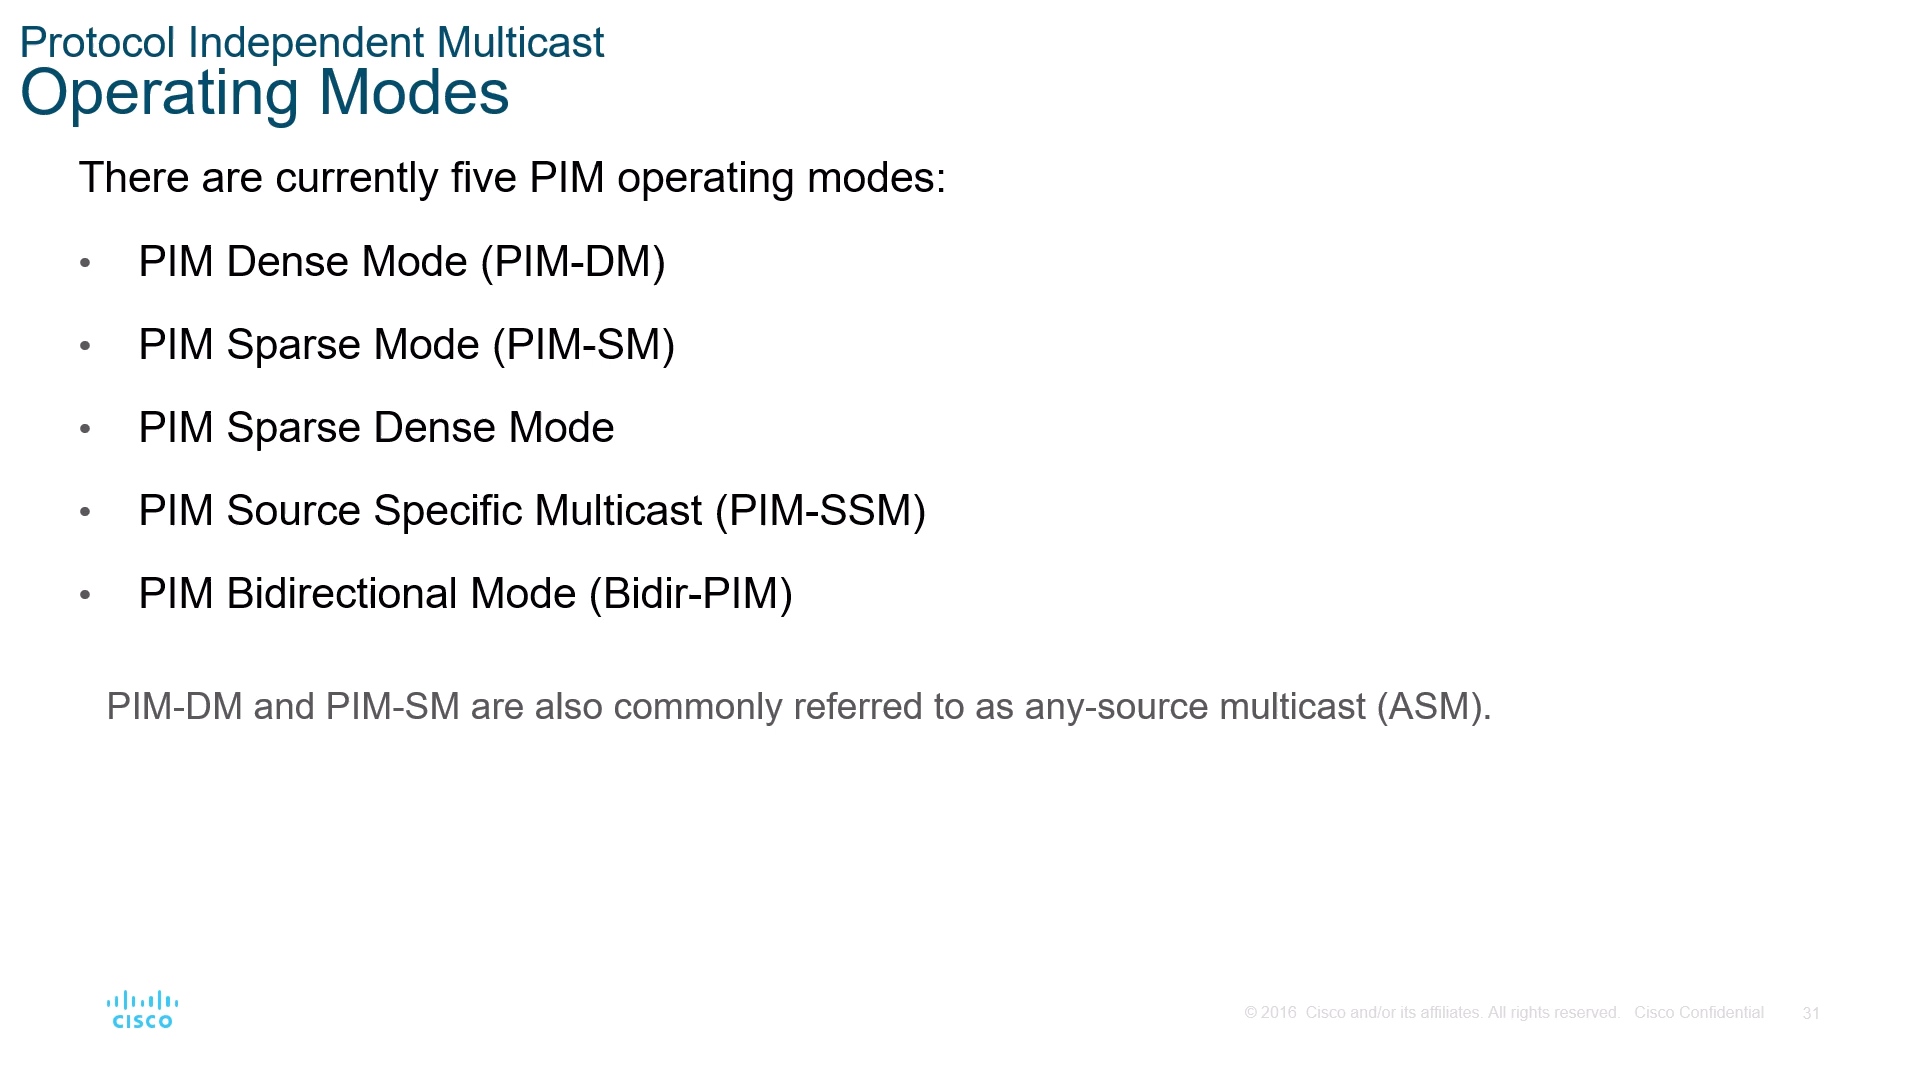 Protocol Independent Multicast
Operating Modes
There are currently five PIM operating modes:
• PIM Dense Mode (PIM-DM)
• PIM Sparse Mode (PIM-SM)
• PIM Sparse Dense Mode
• PIM Source Specific Multicast (PIM-SSM)
• PIM Bidirectional Mode (Bidir-PIM)
PIM-DM and PIM-SM are also commonly referred to as any-source multicast (ASM).
CISCO
© 2016 Cisco and/or its affiliates. All rights reserved. Cisco Confidential 31